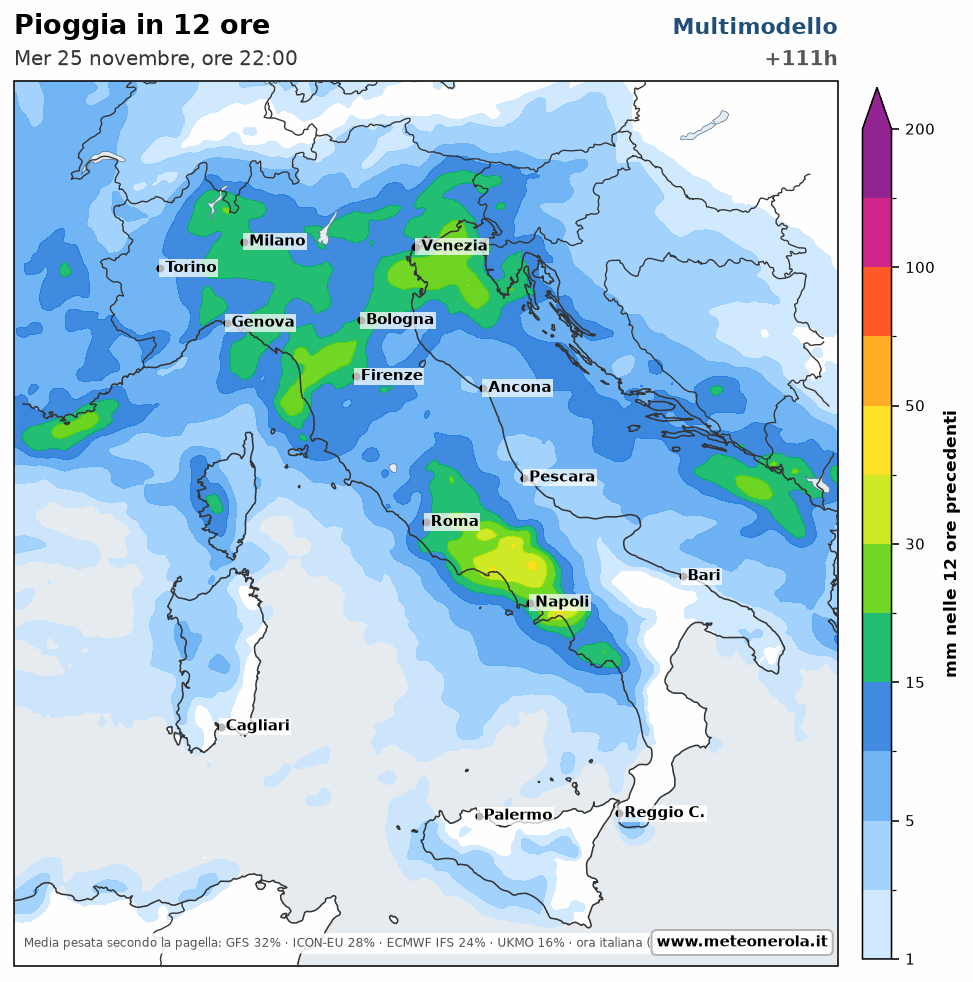 Pioggia in 12 ore
Multimodello
Mer 25 novembre, ore 22:00
+111h
200
100
50
30
15
5
1
mm nelle 12 ore precedenti
Milano
Venezia
Torino
Genova
Bologna
Firenze
Ancona
Pescara
Roma
Bari
Napoli
Cagliari
Palermo
Reggio C.
Media pesata secondo la pagella: GFS 32% · ICON-EU 28% · ECMWF IFS 24% · UKMO 16% · ora italiana (
www.meteonerola.it